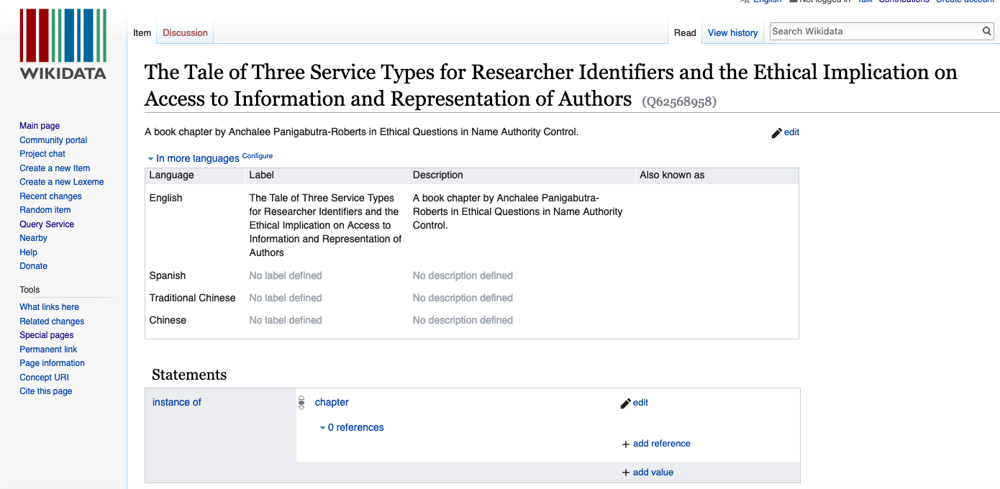 English Not logged in Talk Contributions Create account
WIKIDATA
Item Discussion Read View history Search Wikidata
The Tale of Three Service Types for Researcher Identifiers and the Ethical Implication on
Access to Information and Representation of Authors (Q62568958)
A book chapter by Anchalee Panigabutra-Roberts in Ethical Questions in Name Authority Control. edit
In more languages Configure
Language Label Description Also known as
English The Tale of Three Service Types A book chapter by Anchalee Panigabutra-
for Researcher Identifiers and the Roberts in Ethical Questions in Name Authority
Ethical Implication on Access to Control.
Information and Representation of
Authors
Spanish No label defined No description defined
Traditional Chinese No label defined No description defined
Chinese No label defined No description defined
Statements
instance of chapter edit
0 references
add reference
add value
Main page
Community portal
Project chat
Create a new Item
Create a new Lexeme
Recent changes
Random item
Query Service
Nearby
Help
Donate
Tools
What links here
Related changes
Special pages
Permanent link
Page information
Concept URI
Cite this page